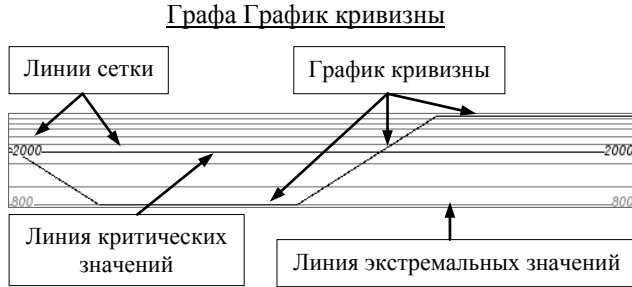 Графа График кривизны
Линии сетки
График кривизны
2000
2000
800
800
Линия критических
значений
Линия экстремальных значений